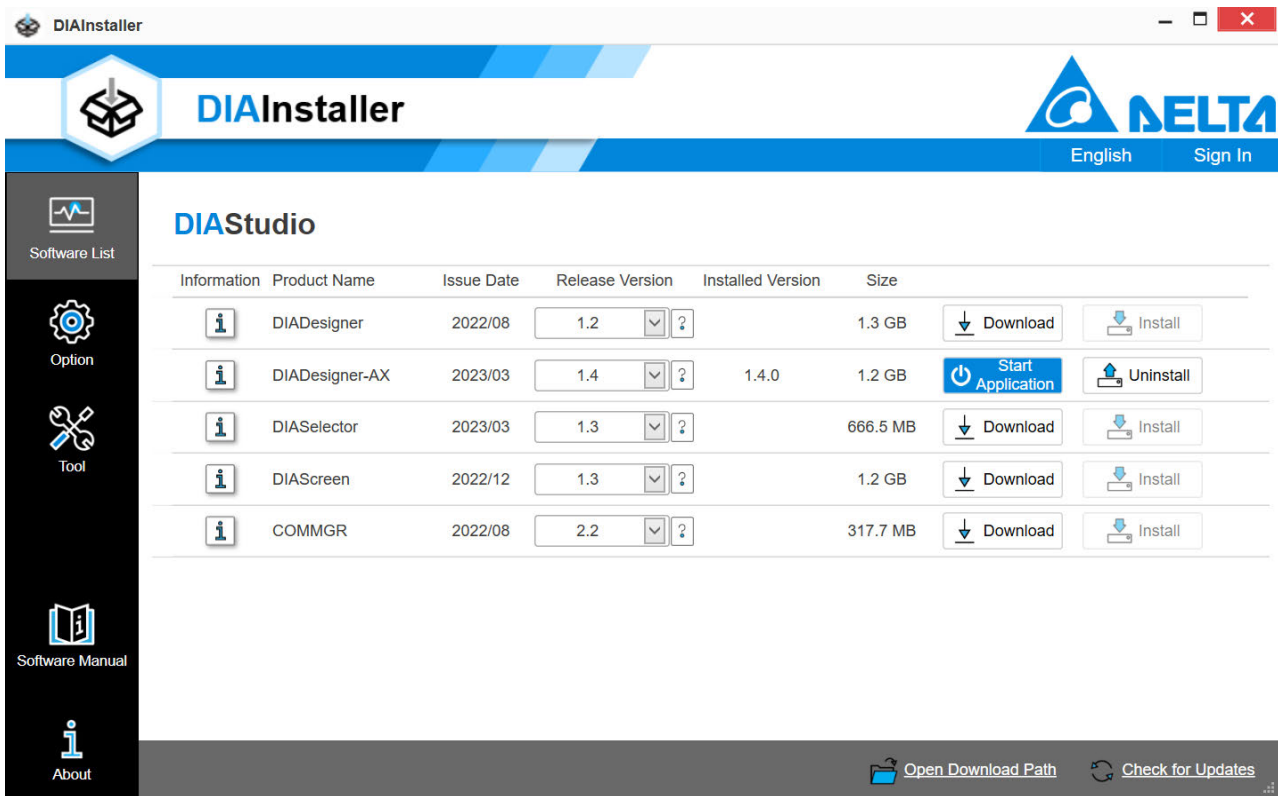 DIAInstaller
DIAInstaller
DELTA
English Sign In
Software List
Option
Tool
Software Manual
About
DIAStudio
Information Product Name Issue Date Release Version Installed Version Size
DIADesigner 2022/08 1.2 ? 1.3 GB Download Install
DIADesigner-AX 2023/03 1.4 ? 1.4.0 1.2 GB Start Application Uninstall
DIASelector 2023/03 1.3 ? 666.5 MB Download Install
DIAScreen 2022/12 1.3 ? 1.2 GB Download Install
COMMGR 2022/08 2.2 ? 317.7 MB Download Install
Open Download Path Check for Updates